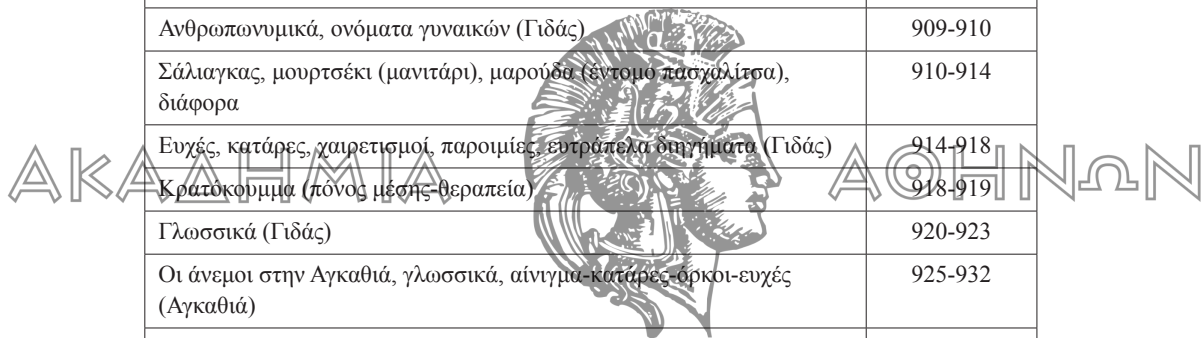 Ανθρωπωνυμικά, ονόματα γυναικών (Γιδάς) 909-910
Σάλιαγκας, μουρτσέκι (μανιτάρι), μαρούδα (έντομο πασχαλίτσα), 910-914
διάφορα
Ευχές, κατάρες, χαιρετισμοί, παροιμίες, ευτράπελα διηγήματα (Γιδάς) 914-918
Κρατόκουμμα (πόνος μέσης-θεραπεία) 918-919
Γλωσσικά (Γιδάς) 920-923
Οι άνεμοι στην Αγκαθιά, γλωσσικά, αίνιγμα-κατάρες-όρκοι-ευχές 925-932
(Αγκαθιά)
ΑΚΑΔΗΜΙΑ ΑΘΗΝΩΝ